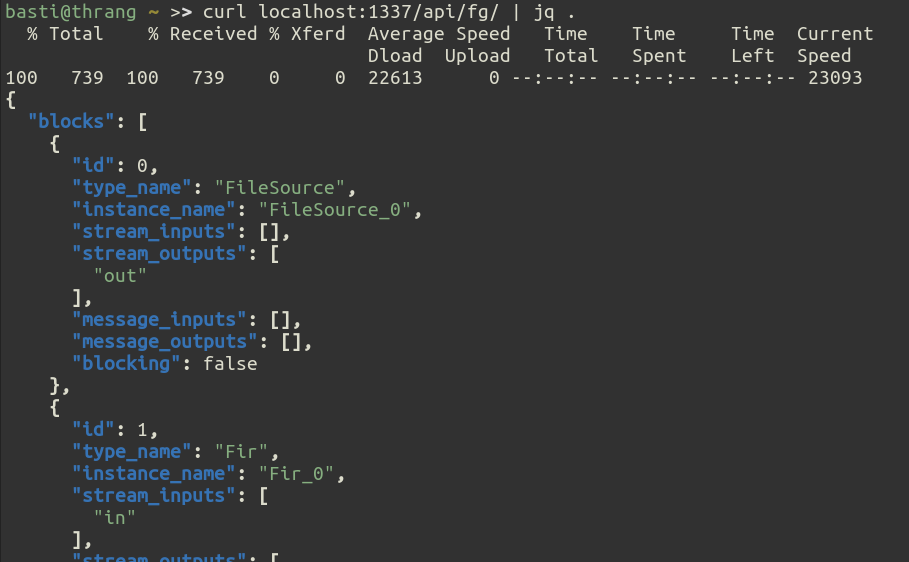 basti@thrang ~ >> curl localhost:1337/api/fg/ | jq .
  % Total    % Received % Xferd  Average Speed   Time    Time     Time  Current
                                 Dload  Upload   Total   Spent    Left  Speed
100   739  100   739    0     0  22613      0 --:--:-- --:--:-- --:--:-- 23093
{
  "blocks": [
    {
      "id": 0,
      "type_name": "FileSource",
      "instance_name": "FileSource_0",
      "stream_inputs": [],
      "stream_outputs": [
        "out"
      ],
      "message_inputs": [],
      "message_outputs": [],
      "blocking": false
    },
    {
      "id": 1,
      "type_name": "Fir",
      "instance_name": "Fir_0",
      "stream_inputs": [
        "in"
      ],
      "stream_outputs": [